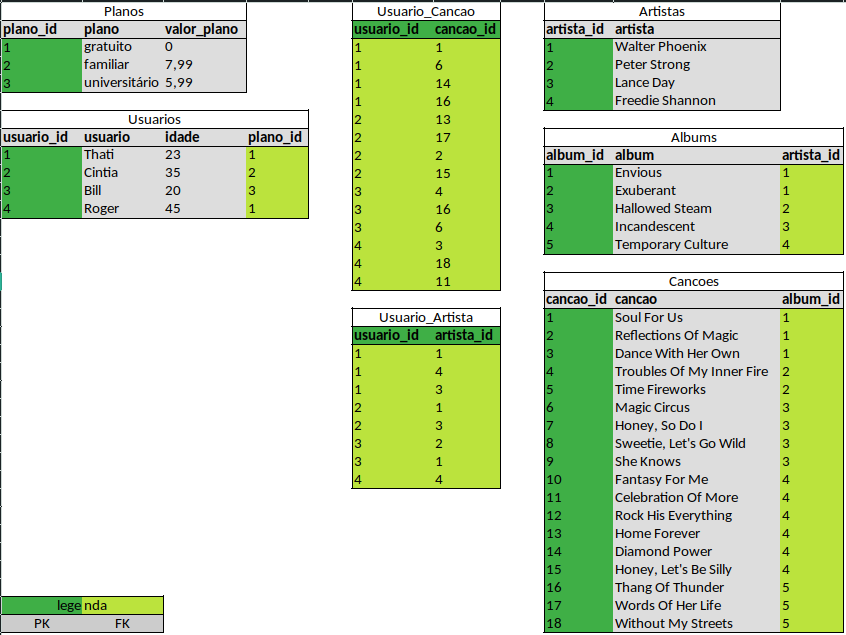 Planos
plano_id plano valor_plano
1 gratuito 0
2 familiar 7,99
3 universitário 5,99
Usuarios
usuario_id usuario idade plano_id
1 Thati 23 1
2 Cintia 35 2
3 Bill 20 3
4 Roger 45 1
Usuario_Cancao
usuario_id cancao_id
1 1
1 6
1 14
1 16
2 13
2 17
2 2
2 15
3 4
3 16
3 6
4 3
4 18
4 11
Usuario_Artista
usuario_id artista_id
1 1
1 4
1 3
2 1
2 3
3 2
3 1
4 4
Artistas
artista_id artista
1 Walter Phoenix
2 Peter Strong
3 Lance Day
4 Freedie Shannon
Albums
album_id album artista_id
1 Envious 1
2 Exuberant 1
3 Hallowed Steam 2
4 Incandescent 3
5 Temporary Culture 4
Cancoes
cancao_id cancao album_id
1 Soul For Us 1
2 Reflections Of Magic 1
3 Dance With Her Own 1
4 Troubles Of My Inner Fire 2
5 Time Fireworks 2
6 Magic Circus 3
7 Honey, So Do I 3
8 Sweetie, Let's Go Wild 3
9 She Knows 3
10 Fantasy For Me 4
11 Celebration Of More 4
12 Rock His Everything 4
13 Home Forever 4
14 Diamond Power 4
15 Honey, Let's Be Silly 4
16 Thang Of Thunder 5
17 Words Of Her Life 5
18 Without My Streets 5
legenda
PK FK